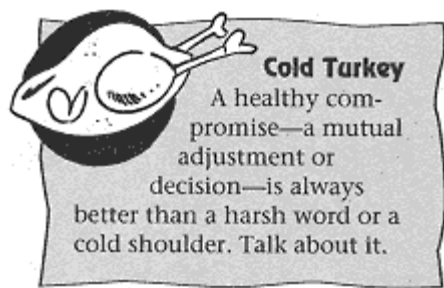 Cold Turkey
A healthy com-
promise—a mutual
adjustment or
decision—is always
better than a harsh word or a
cold shoulder. Talk about it.